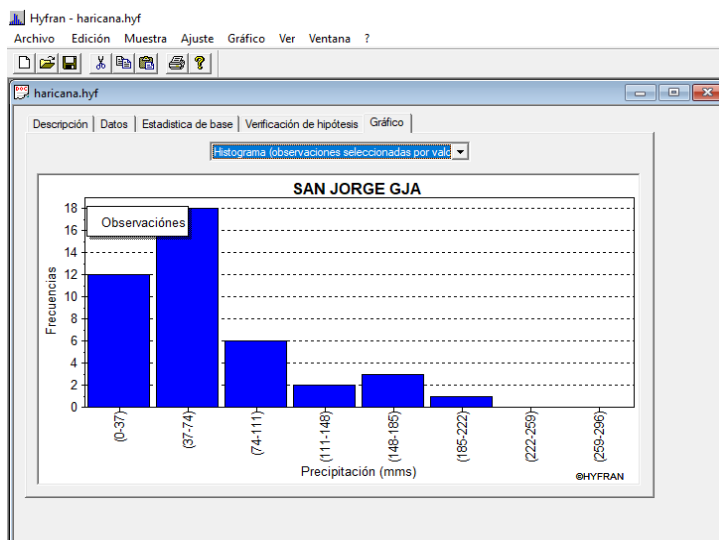 Hyfran - haricana.hyf
Archivo Edición Muestra Ajuste Gráfico Ver Ventana ?
DOC haricana.hyf
Descripción Datos Estadistica de base Verificación de hipótesis Gráfico
Histograma (observaciones seleccionadas por valo
SAN JORGE GJA
Observaciónes
Frecuencias
18
16
14
12
10
8
6
4
2
0
(0-37)
(37-74)
(74-111)
(111-148)
(148-185)
(185-222)
(222-259)
(259-296)
Precipitación (mms)
©HYFRAN